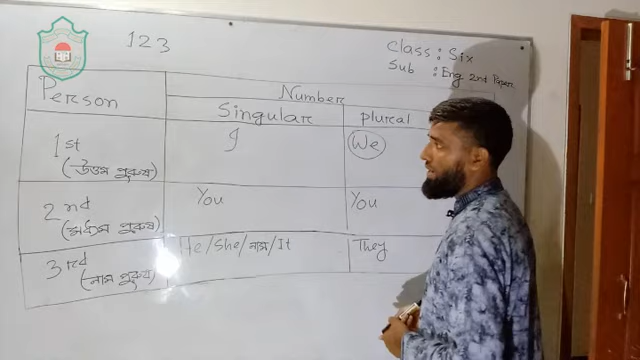 123
Class : Six
Sub : Eng 2nd Paper
Person
Number
Singular
plural
1st
I
We
(উত্তম পুরুষ)
2nd
You
You
(মধ্যম পুরুষ)
3rd
He/She/নাম/It
They
(নাম পুরুষ)